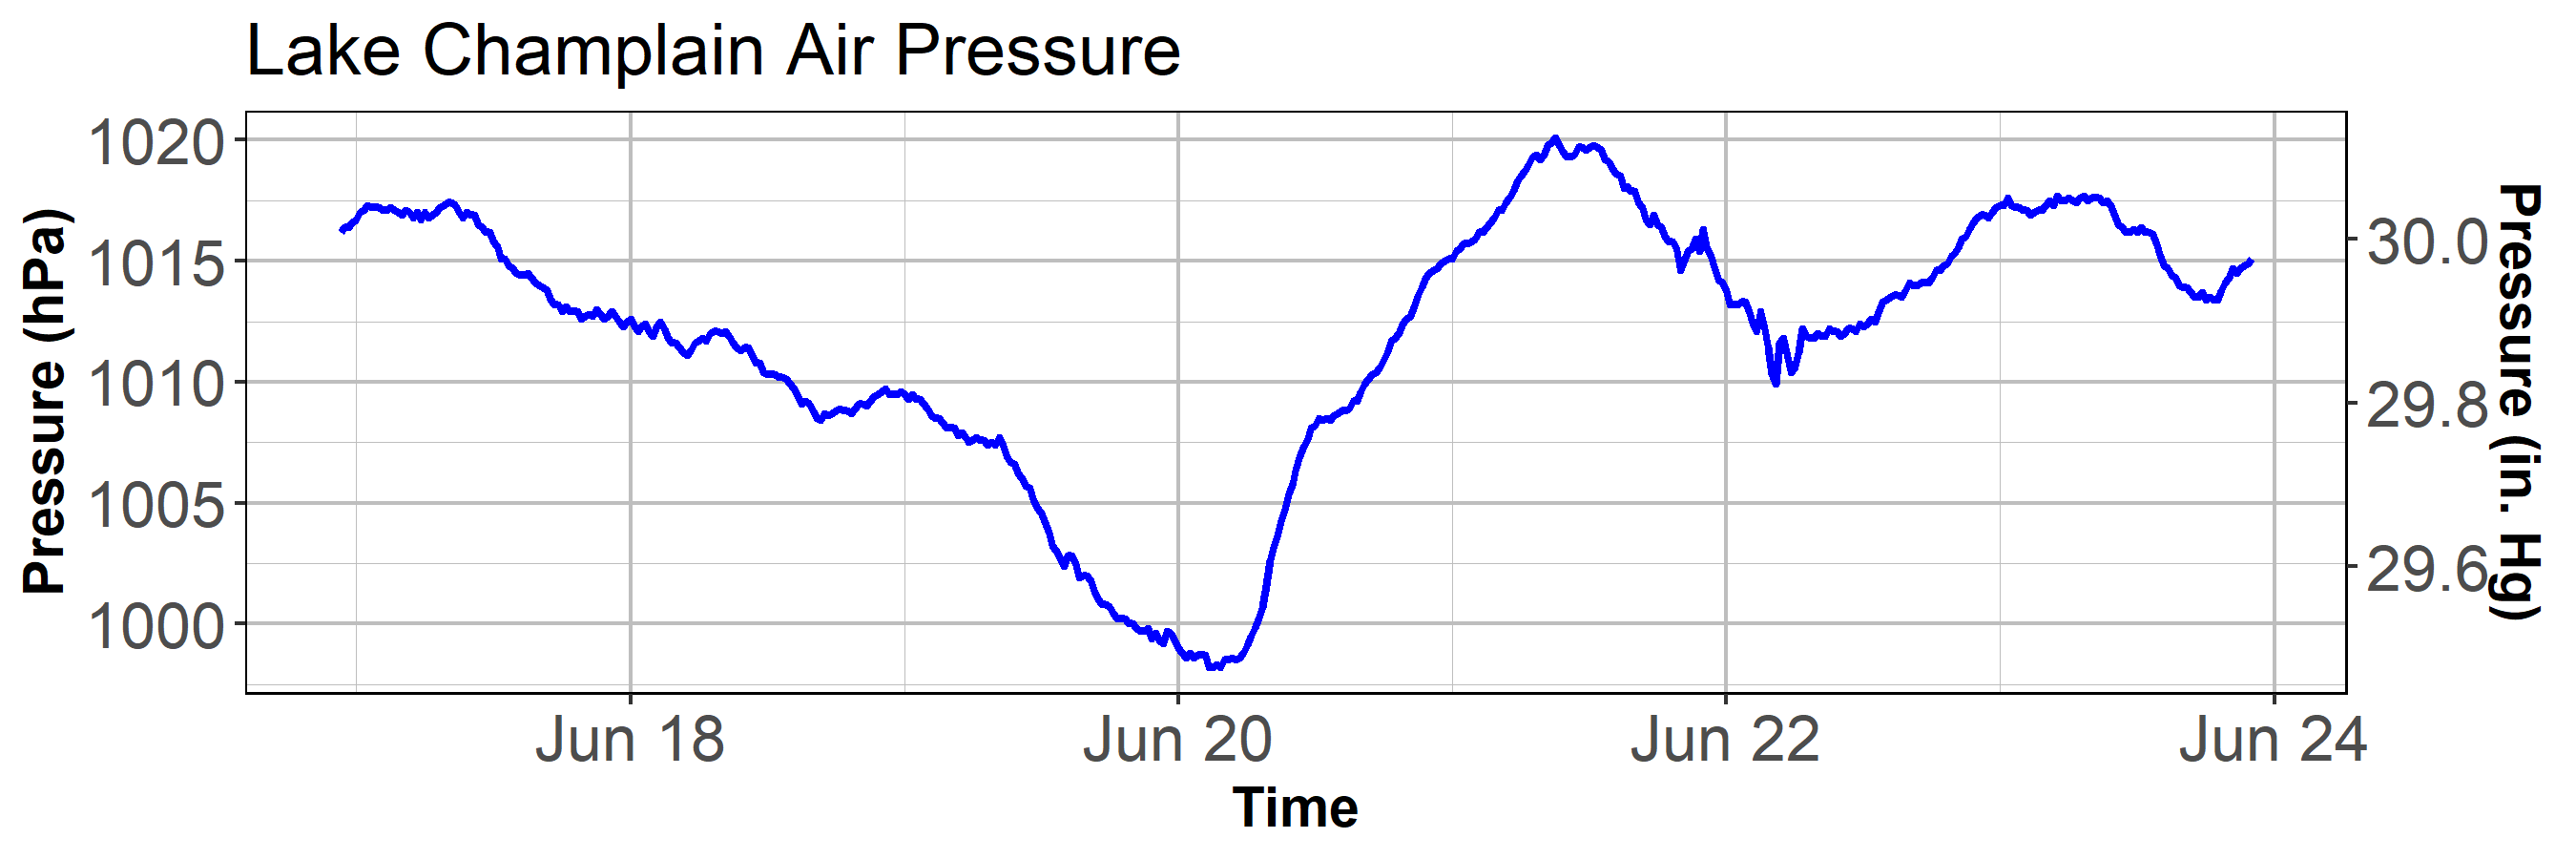 Lake Champlain Air Pressure
Pressure (hPa)
1020
1015
1010
1005
1000
30.0
29.8
29.6
Pressure (in. Hg)
Jun 18
Jun 20
Jun 22
Jun 24
Time